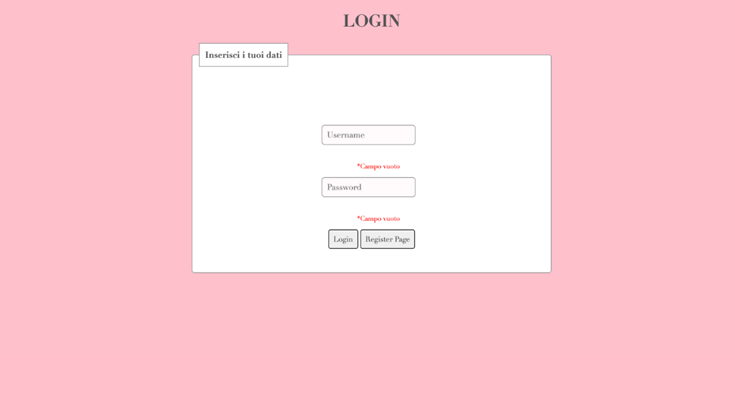 LOGIN
Inserisci i tuoi dati
Username
*Campo vuoto
Password
*Campo vuoto
Login Register Page